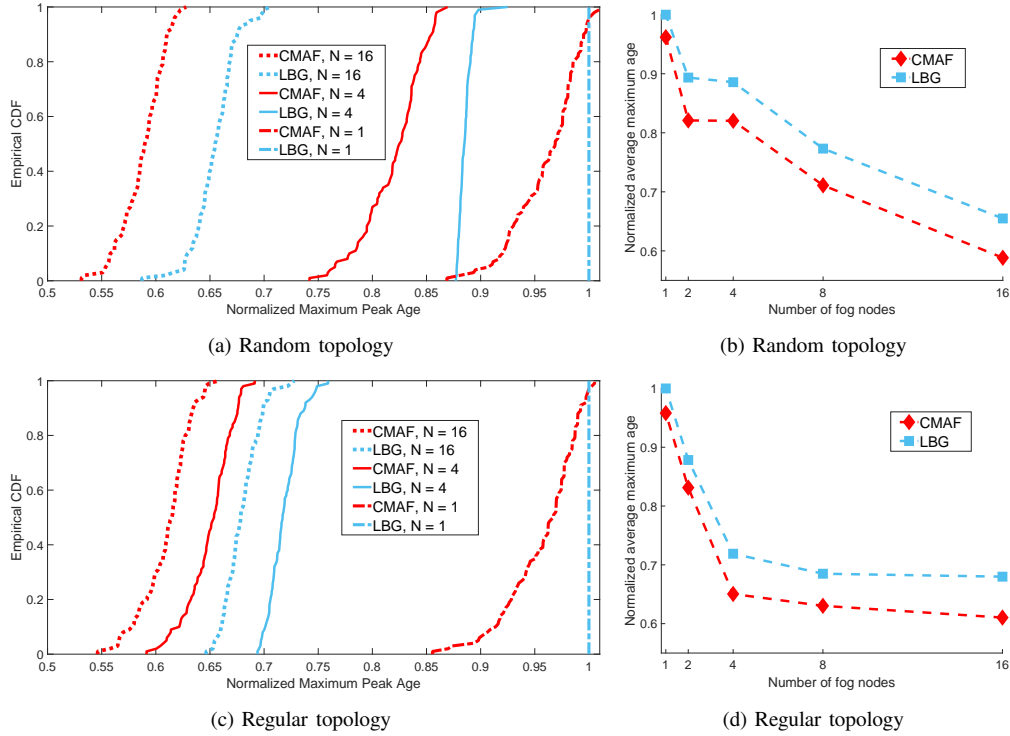 1
0.8
0.6
0.4
0.2
0
Empirical CDF
CMAF, N = 16
LBG, N = 16
CMAF, N = 4
LBG, N = 4
CMAF, N = 1
LBG, N = 1
0.5 0.55 0.6 0.65 0.7 0.75 0.8 0.85 0.9 0.95 1
Normalized Maximum Peak Age
(a) Random topology
1
0.9
0.8
0.7
0.6
Normalized average maximum age
CMAF
LBG
1 2 4 8 16
Number of fog nodes
(b) Random topology
1
0.8
0.6
0.4
0.2
0
Empirical CDF
CMAF, N = 16
LBG, N = 16
CMAF, N = 4
LBG, N = 4
CMAF, N = 1
LBG, N = 1
0.5 0.55 0.6 0.65 0.7 0.75 0.8 0.85 0.9 0.95 1
Normalized Maximum Peak Age
(c) Regular topology
1
0.9
0.8
0.7
0.6
Normalized average maximum age
CMAF
LBG
1 2 4 8 16
Number of fog nodes
(d) Regular topology